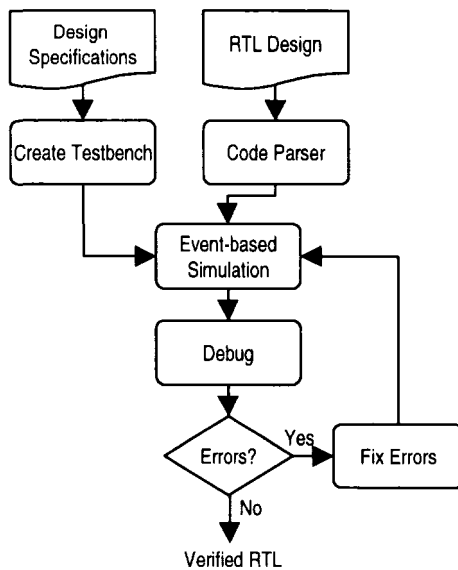 Design
Specifications
RTL Design
Create Testbench
Code Parser
Event-based
Simulation
Debug
Errors?
Yes
Fix Errors
No
Verified RTL